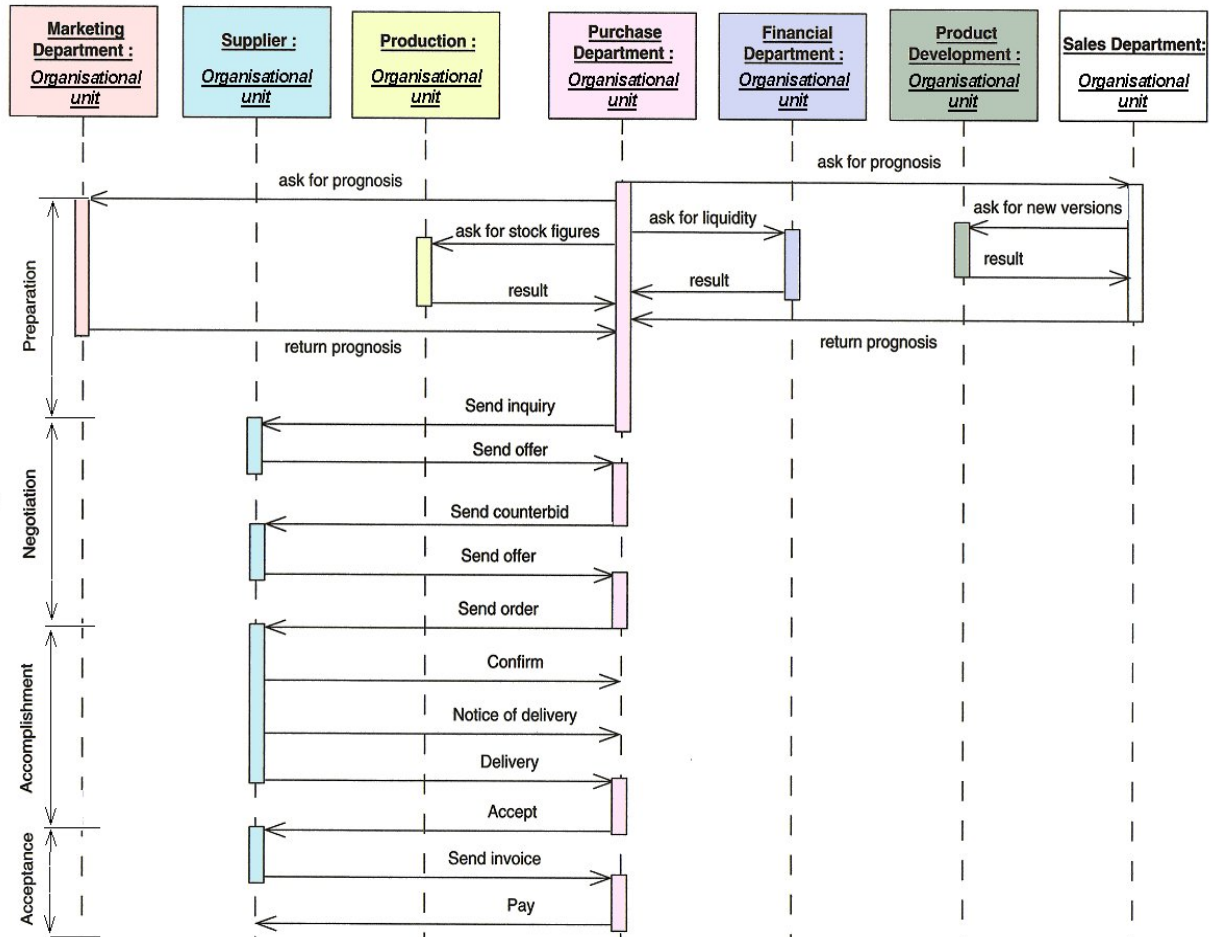 Marketing
Department :
Organisational
unit
Supplier :
Organisational
unit
Production :
Organisational
unit
Purchase
Department :
Organisational
unit
Financial
Department :
Organisational
unit
Product
Development :
Organisational
unit
Sales Department:
Organisational
unit
ask for prognosis
ask for prognosis
ask for new versions
ask for liquidity
ask for stock figures
result
result
result
return prognosis
return prognosis
Preparation
Send inquiry
Send offer
Send counterbid
Send offer
Negotiation
Send order
Confirm
Notice of delivery
Delivery
Accomplishment
Accept
Send invoice
Pay
Acceptance